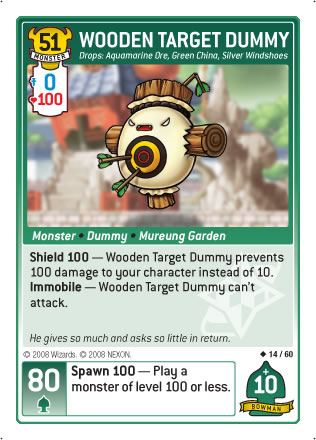 51
MONSTER
WOODEN TARGET DUMMY
Drops: Aquamarine Ore, Green China, Silver Windshoes
0
100
Monster • Dummy • Mureung Garden
Shield 100 — Wooden Target Dummy prevents
100 damage to your character instead of 10.
Immobile — Wooden Target Dummy can't
attack.
He gives so much and asks so little in return.
© 2008 Wizards. © 2008 NEXON.
◆ 14 / 60
80
Spawn 100 — Play a
monster of level 100 or less.
+
10
BOWMAN